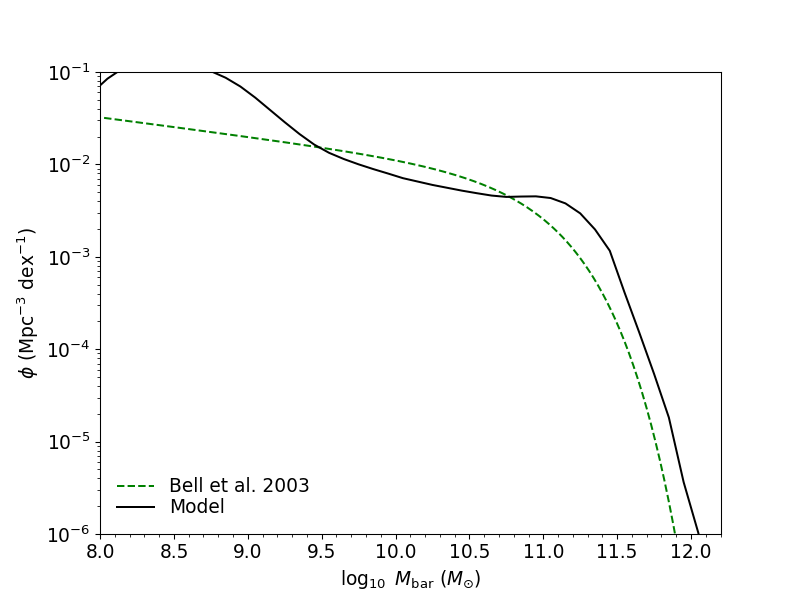 10⁻¹
10⁻²
10⁻³
10⁻⁴
10⁻⁵
10⁻⁶
ϕ (Mpc⁻³ dex⁻¹)
Bell et al. 2003
Model
8.0 8.5 9.0 9.5 10.0 10.5 11.0 11.5 12.0
log₁₀ M_bar (M_⊙)